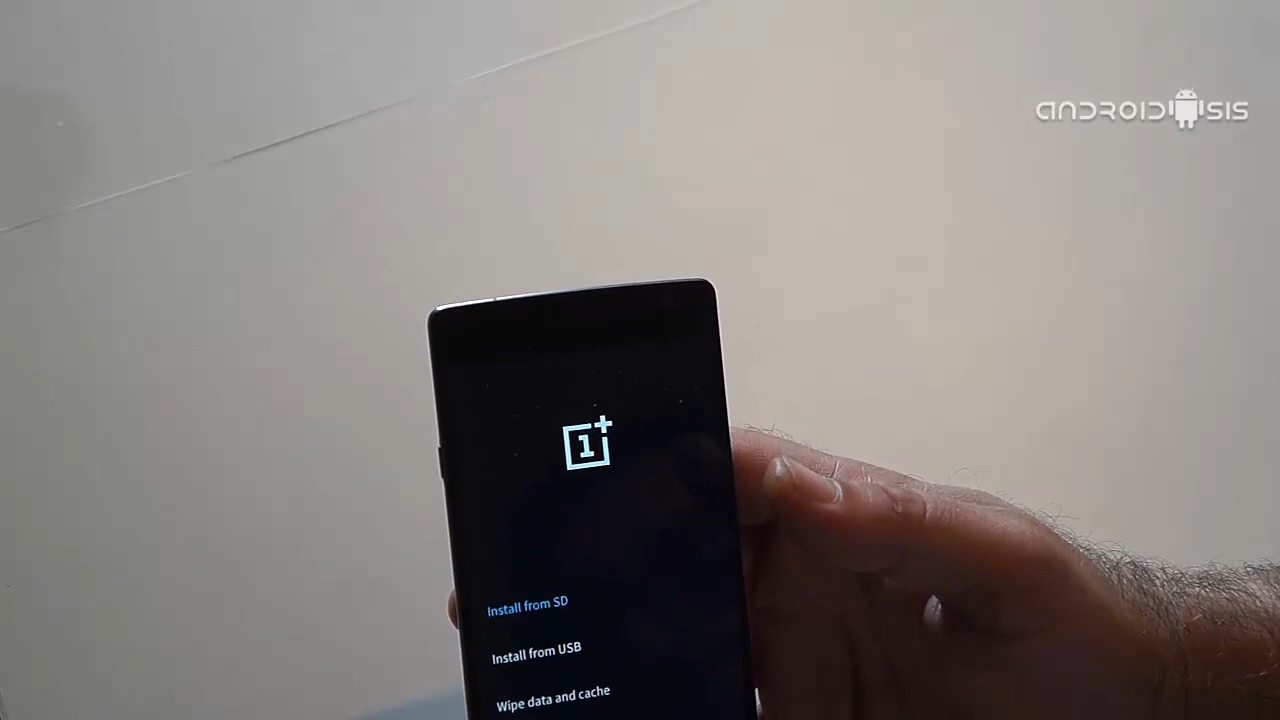 ANDROIDSIS
1+
Install from SD
Install from USB
Wipe data and cache